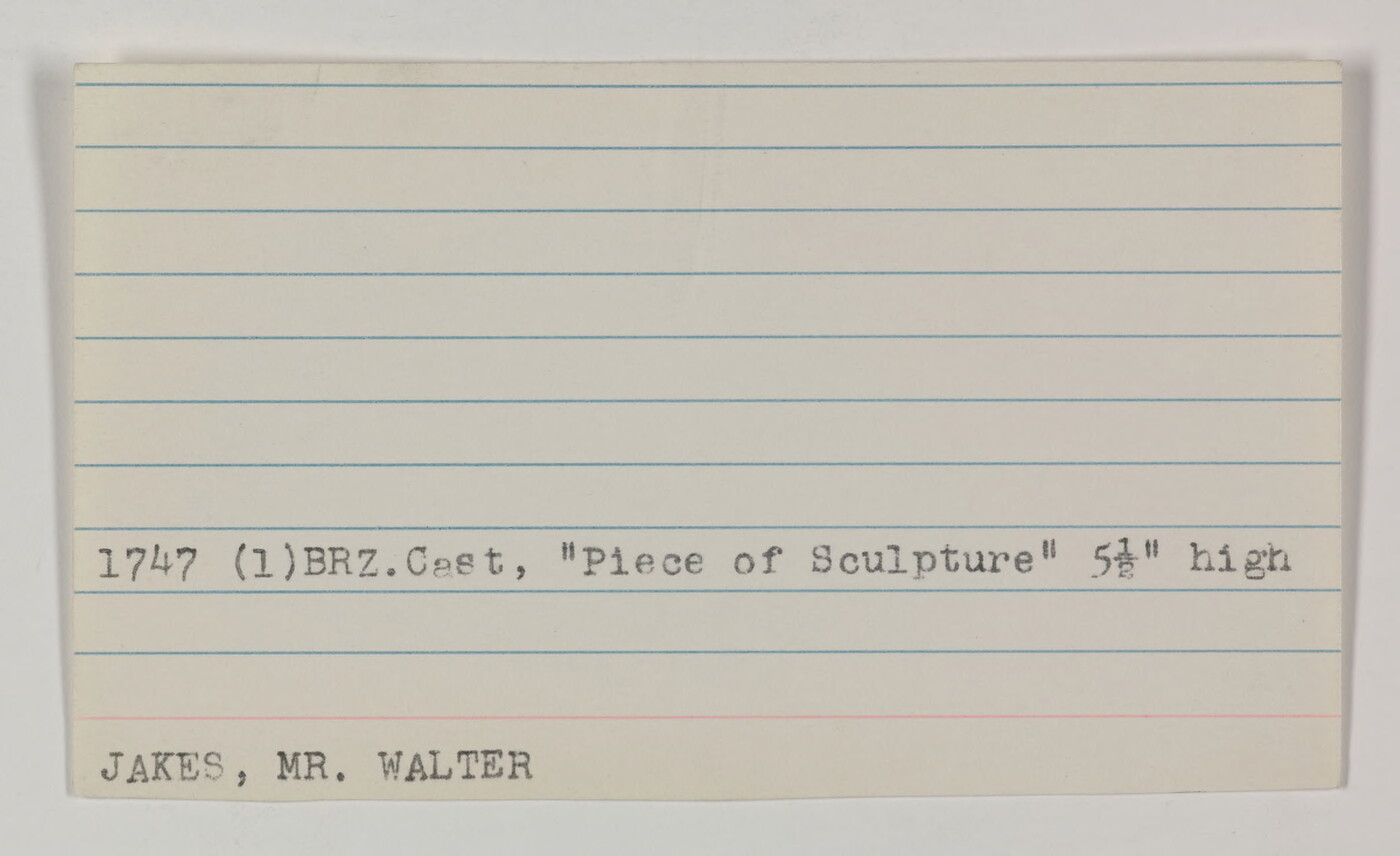 1747 (1)BRZ.Cast, "Piece of Sculpture" 5½" high
JAKES, MR. WALTER